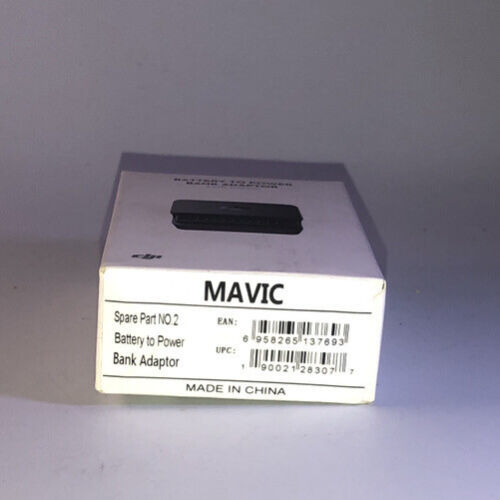 BATTERY TO POWER
BANK ADAPTOR
dji
MAVIC
Spare Part NO.2
Battery to Power
Bank Adaptor
EAN:
6 958265 137693
UPC:
1 90021 28307 7
MADE IN CHINA